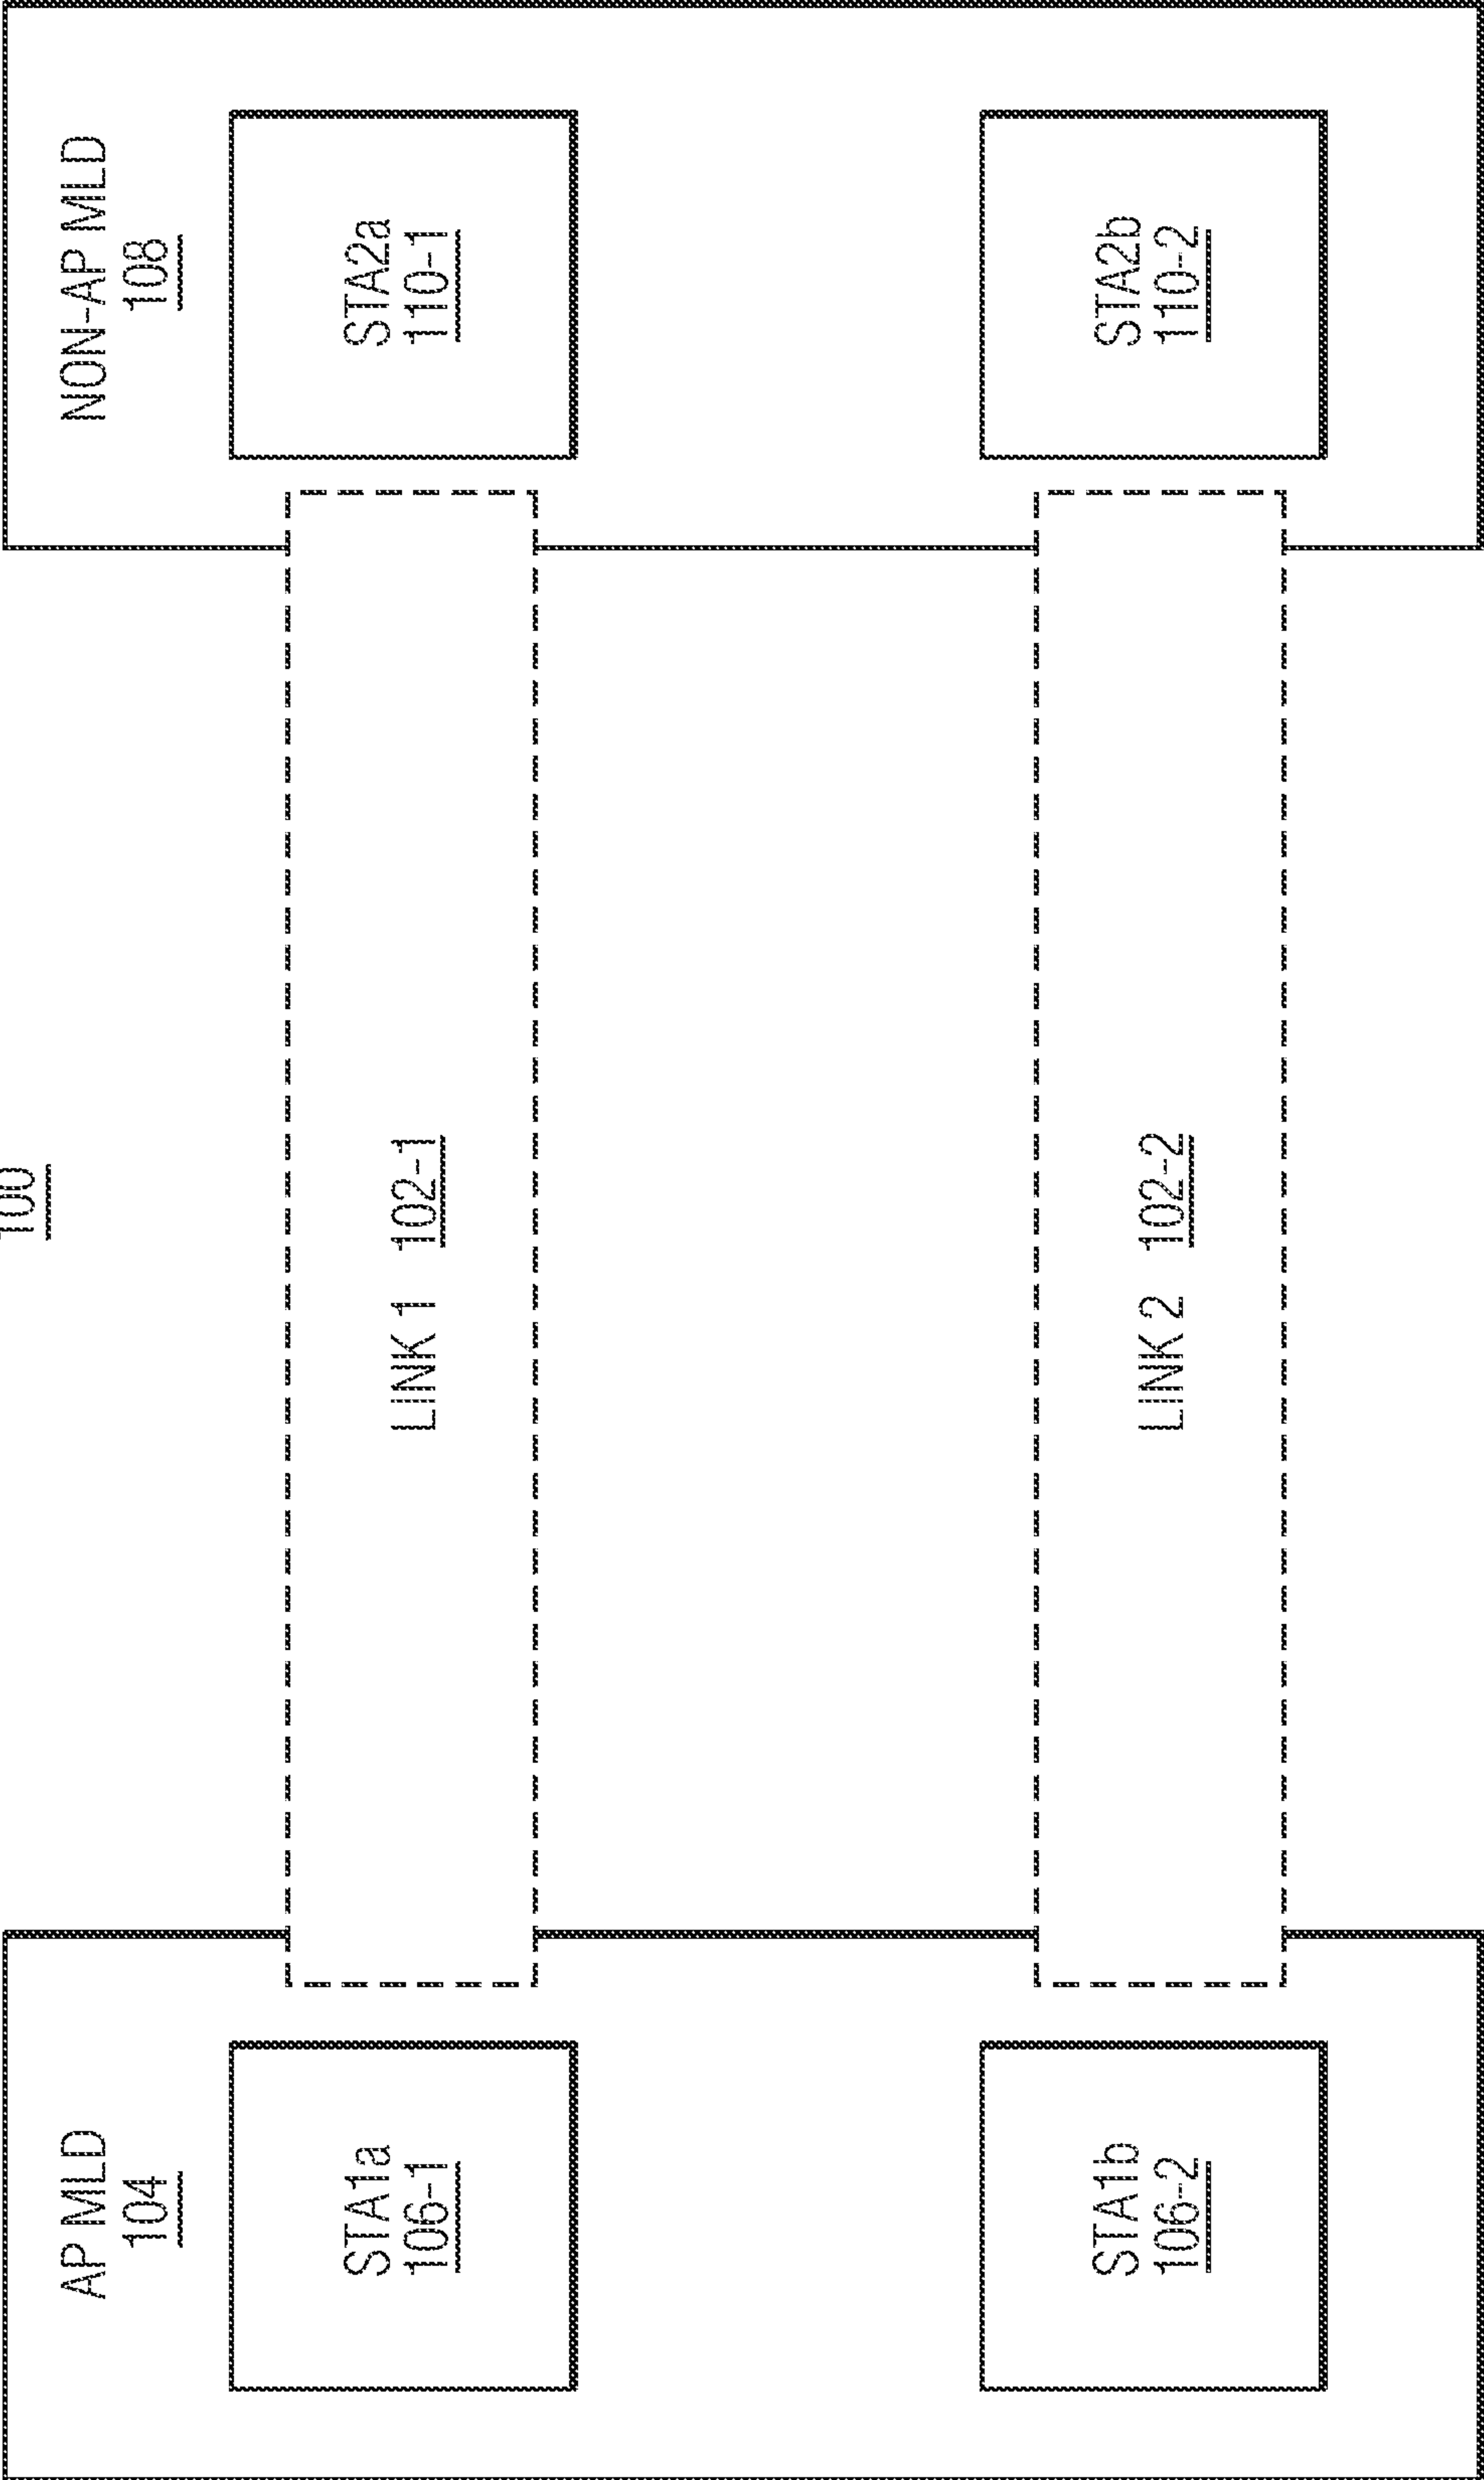 100
AP MLD
104
STA1a
106-1
STA1b
106-2
LINK 1 102-1
LINK 2 102-2
NON-AP MLD
108
STA2a
110-1
STA2b
110-2